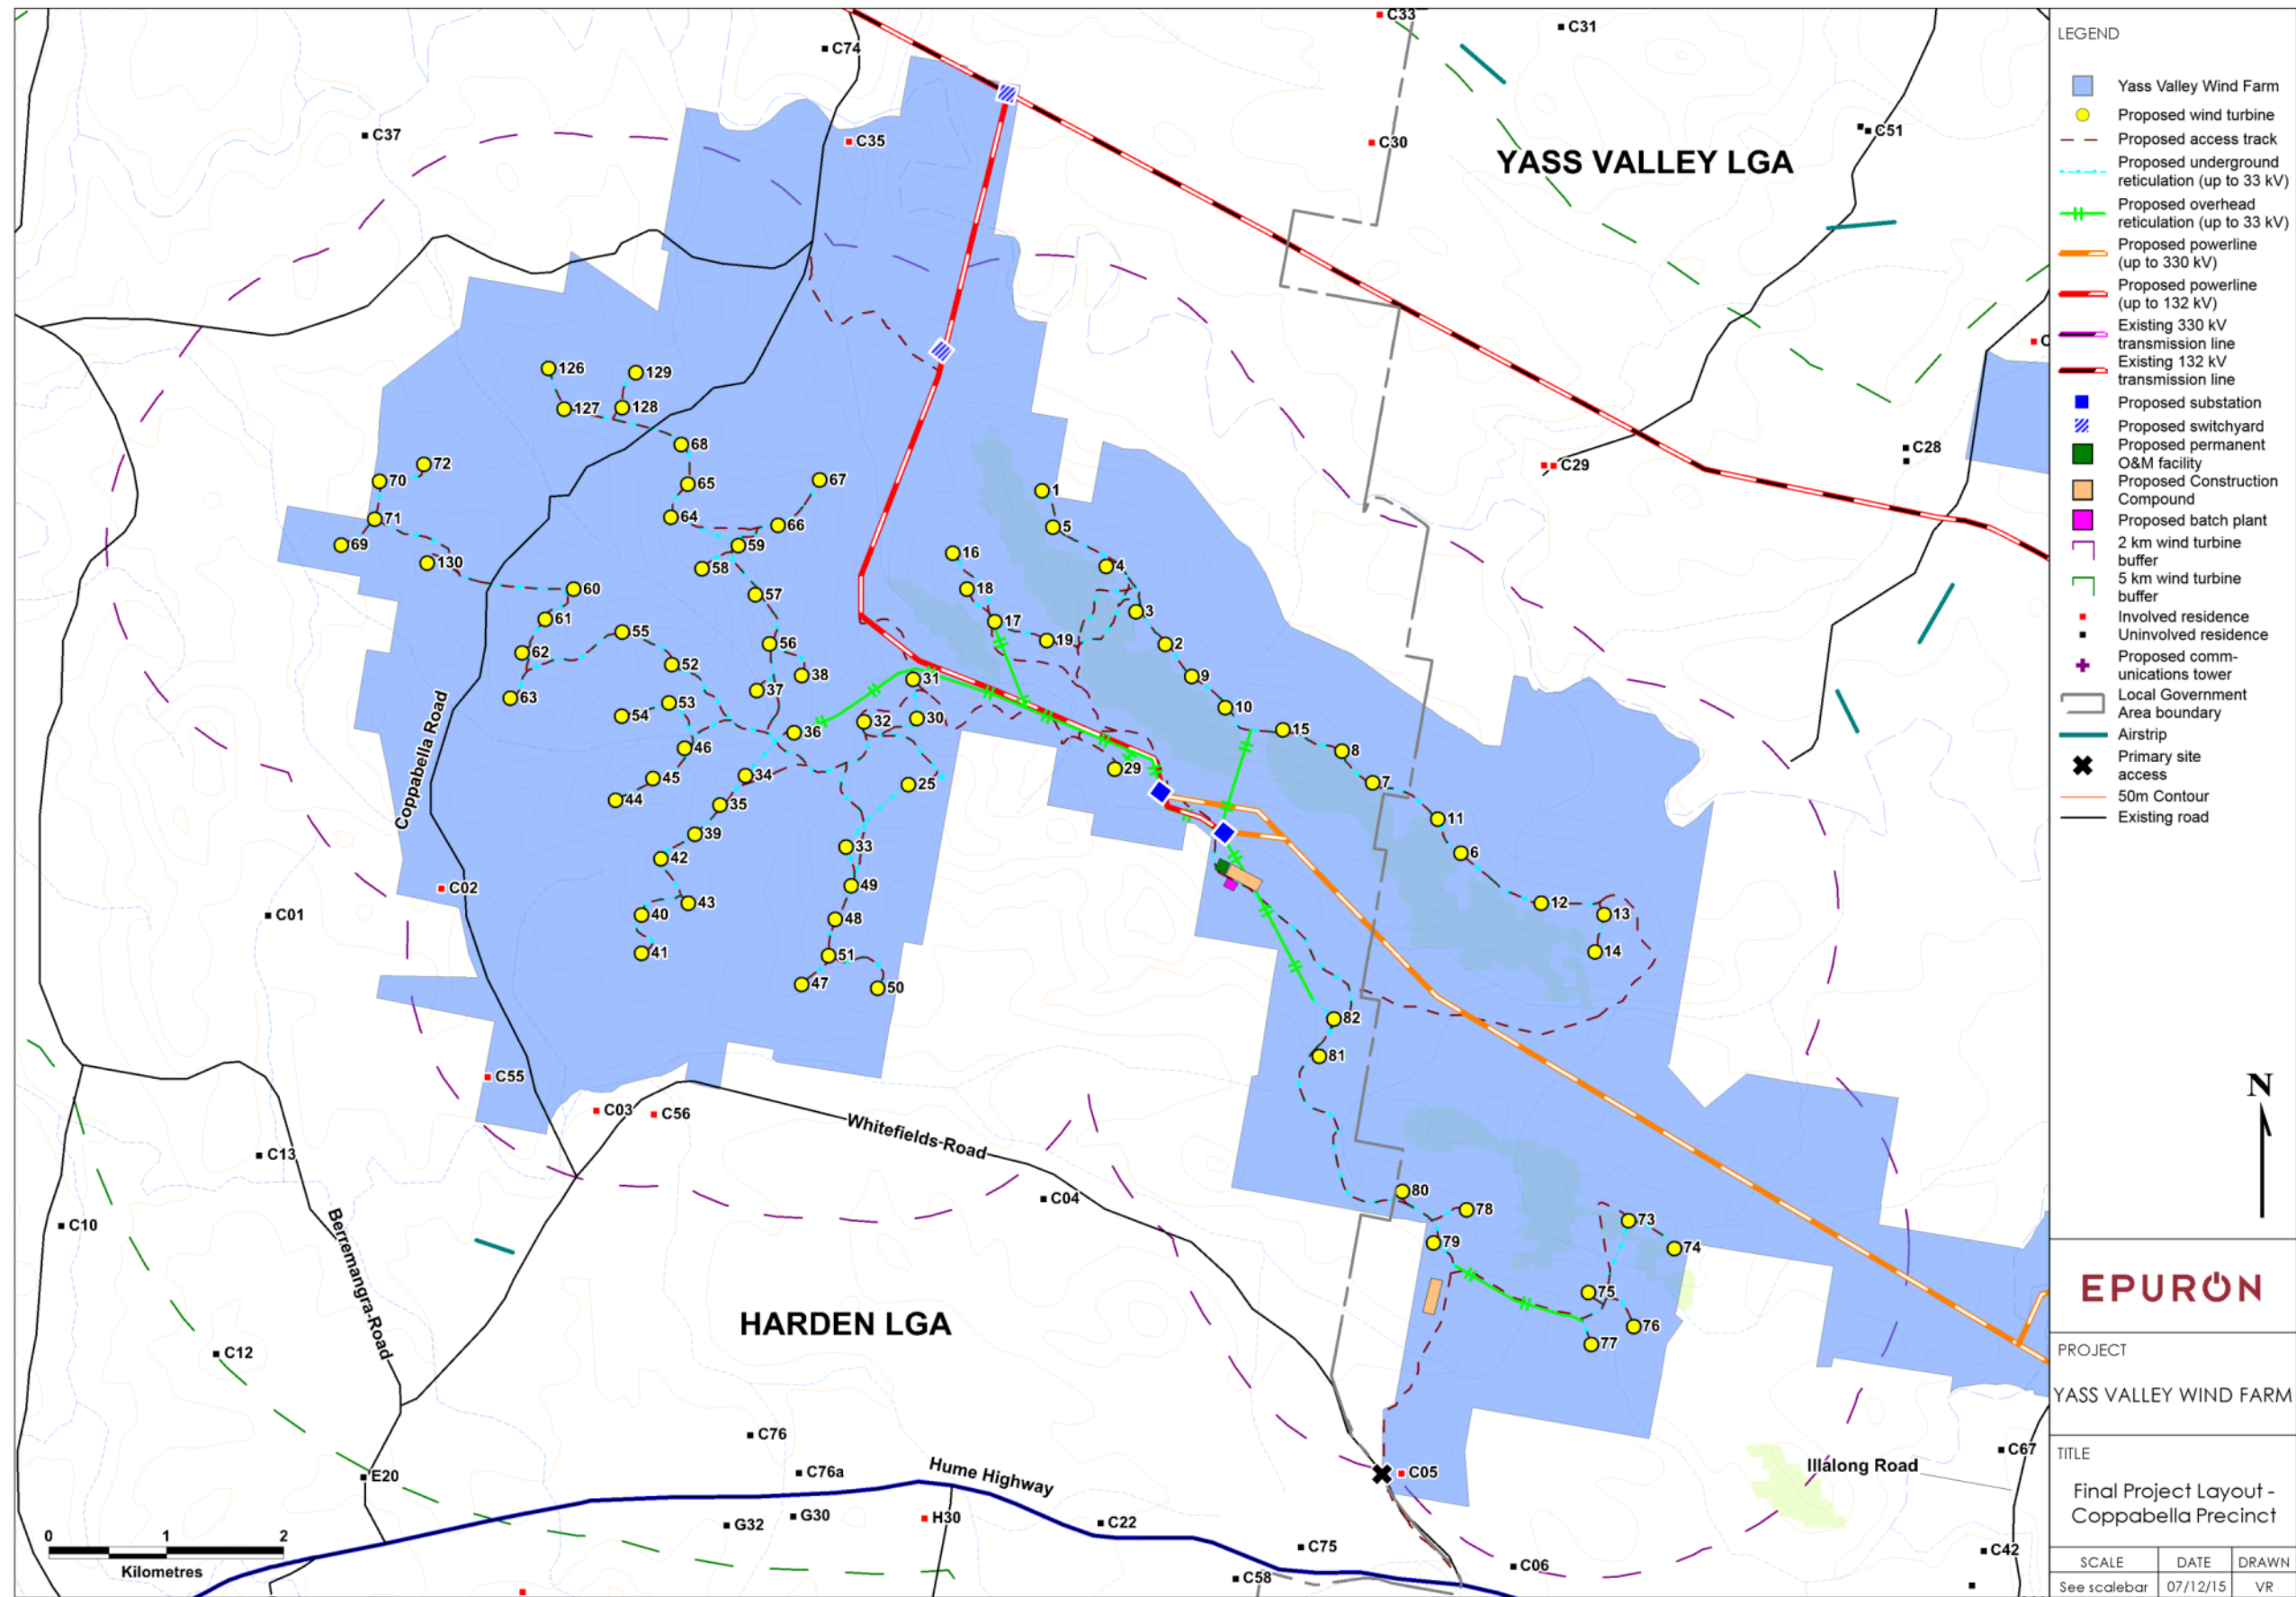 C33
C31
C74
C37
C35
C30
C51
YASS VALLEY LGA
126
129
127
128
68
72
70
65
67
C29
C28
1
71
64
66
5
69
59
16
4
130
58
60
18
57
3
61
17
55
19
2
56
62
52
38
9
31
63
37
53
10
54
30
32
36
15
46
8
34
29
7
45
25
44
35
11
39
33
6
42
Coppabella Road
C02
49
43
12
C01
40
48
13
41
51
14
47
50
82
81
C55
C03
C56
Whitefields-Road
C13
C04
80
78
C10
73
79
74
Berremangra-Road
75
HARDEN LGA
76
77
C12
C76
C67
Illalong Road
C76a
Hume Highway
C05
E20
G30
G32
H30
C22
C75
C42
C06
C58
0 1 2
Kilometres
C
LEGEND
Yass Valley Wind Farm
Proposed wind turbine
Proposed access track
Proposed underground
reticulation (up to 33 kV)
Proposed overhead
reticulation (up to 33 kV)
Proposed powerline
(up to 330 kV)
Proposed powerline
(up to 132 kV)
Existing 330 kV
transmission line
Existing 132 kV
transmission line
Proposed substation
Proposed switchyard
Proposed permanent
O&M facility
Proposed Construction
Compound
Proposed batch plant
2 km wind turbine
buffer
5 km wind turbine
buffer
Involved residence
Uninvolved residence
Proposed comm-
unications tower
Local Government
Area boundary
Airstrip
Primary site
access
50m Contour
Existing road
N
EPURON
PROJECT
YASS VALLEY WIND FARM
TITLE
Final Project Layout -
Coppabella Precinct
SCALE DATE DRAWN
See scalebar 07/12/15 VR